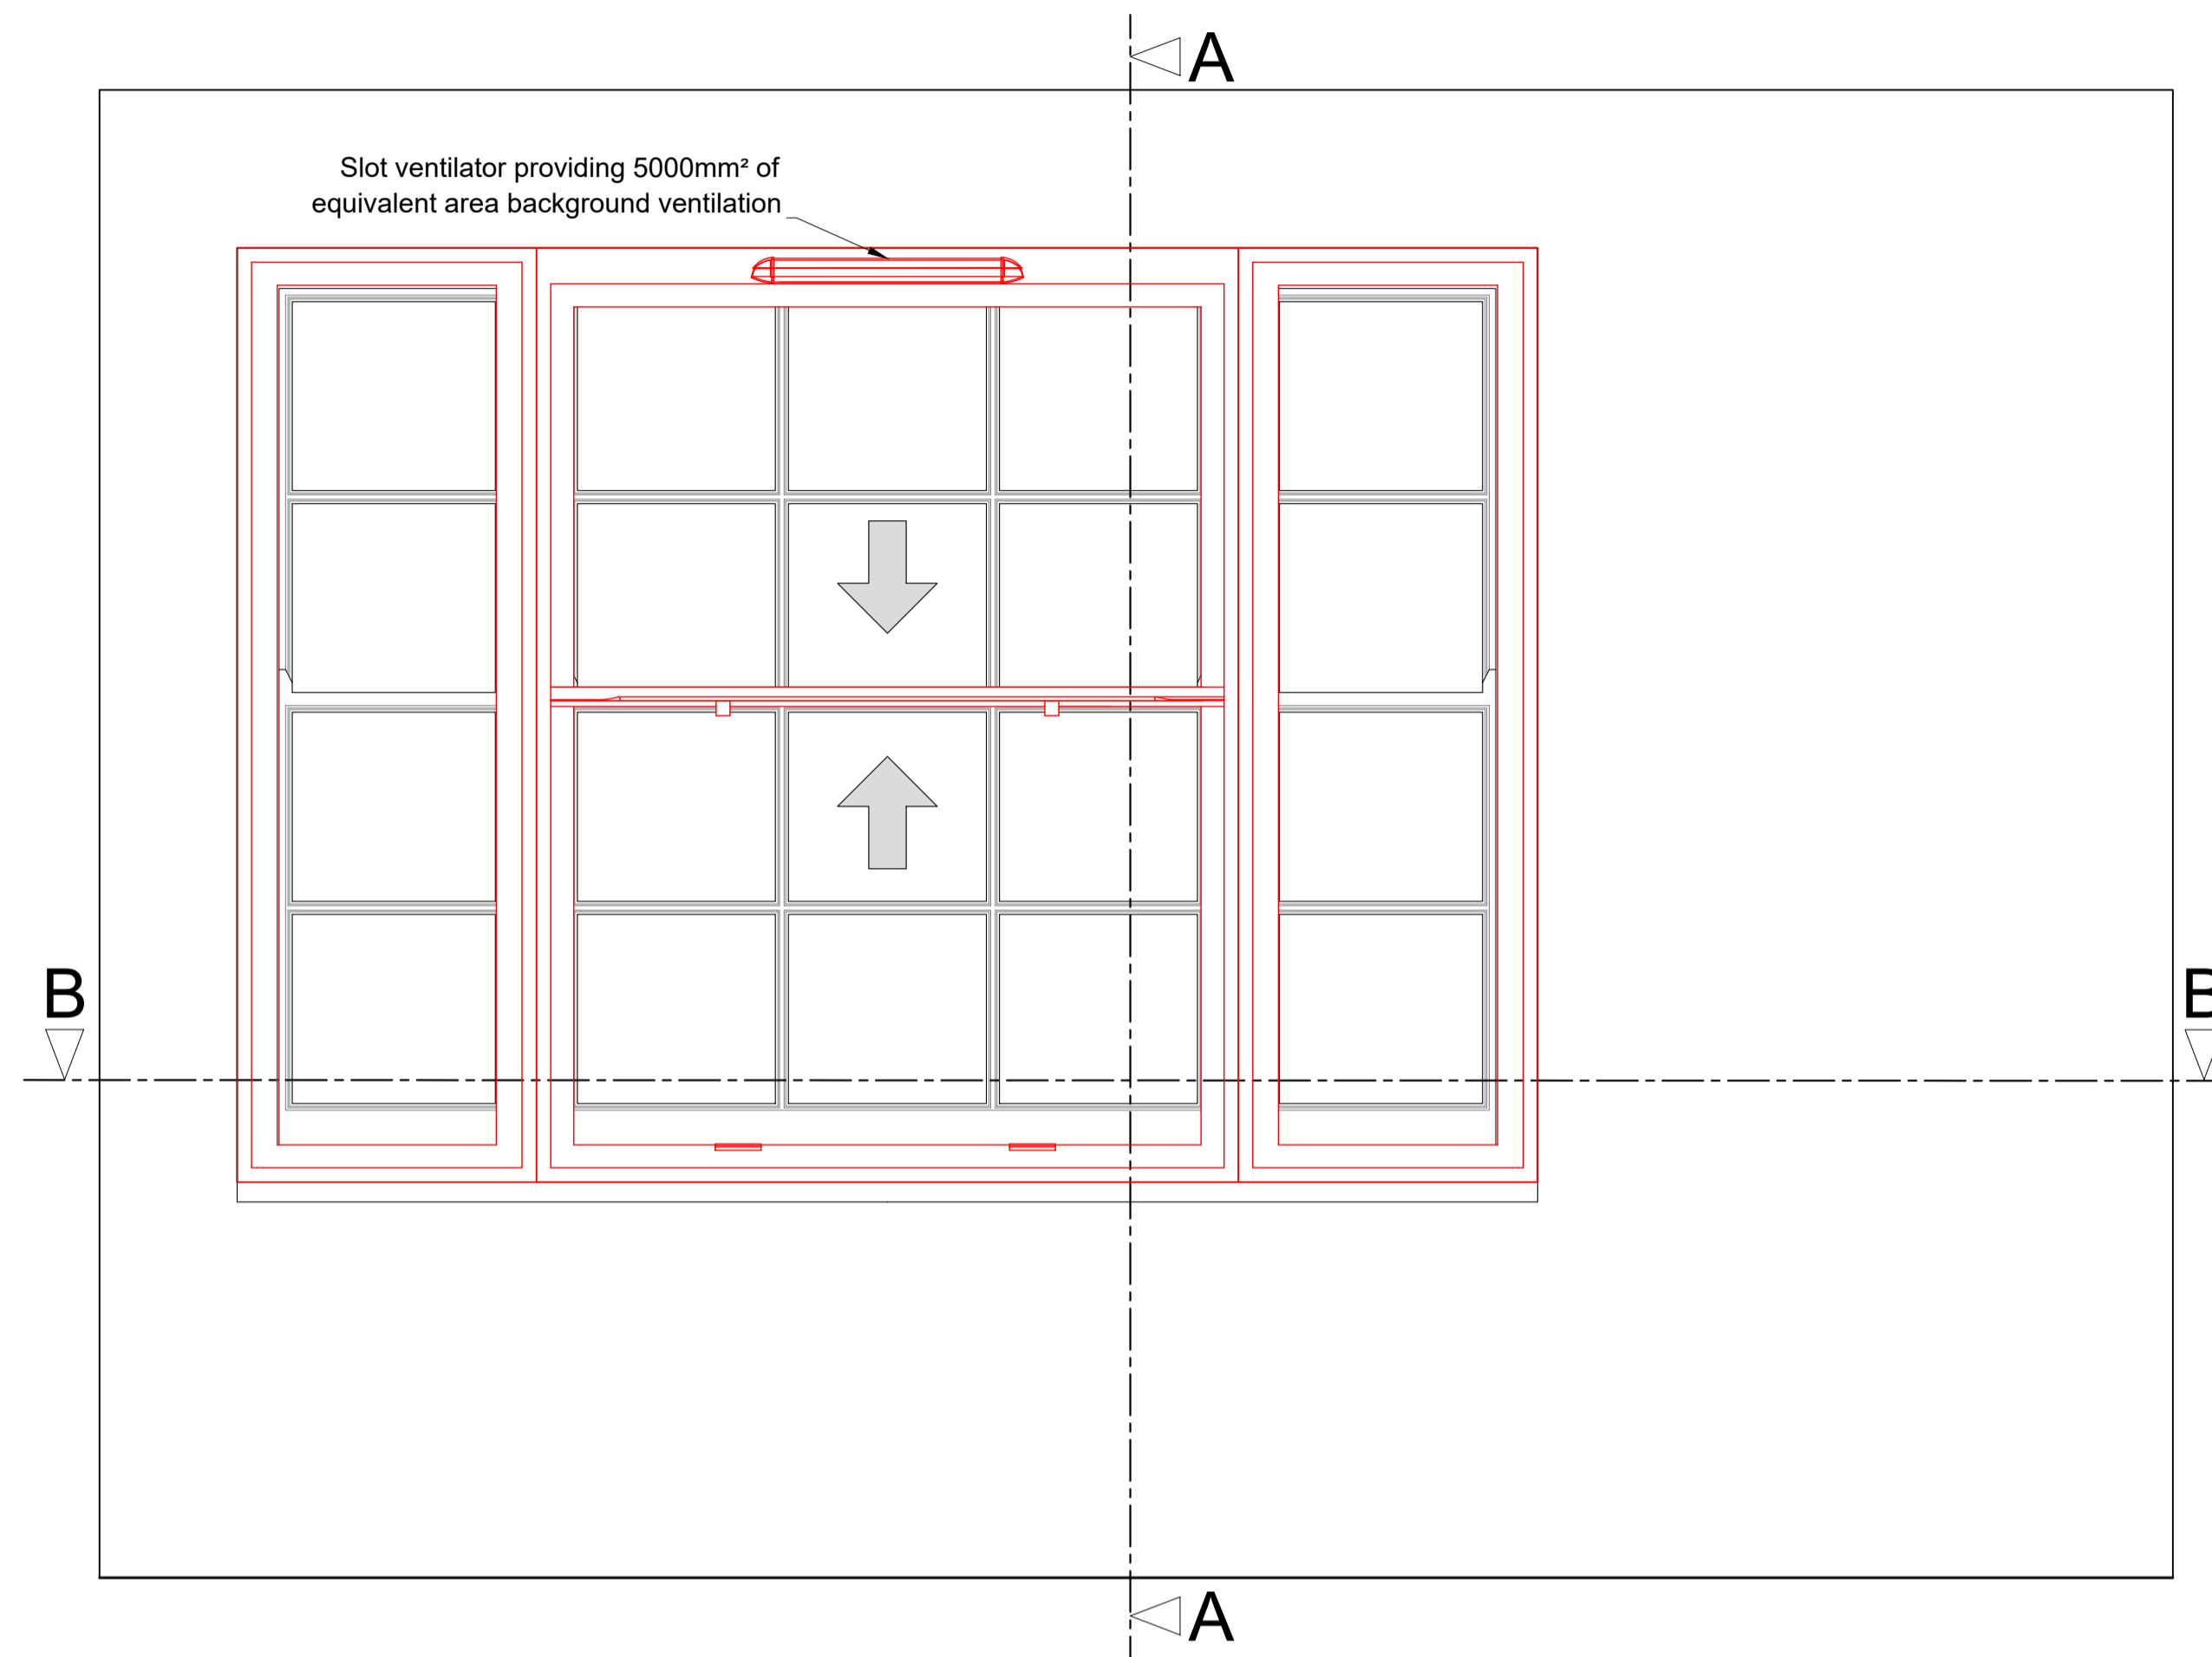 A
Slot ventilator providing 5000mm² of
equivalent area background ventilation
B
B
A